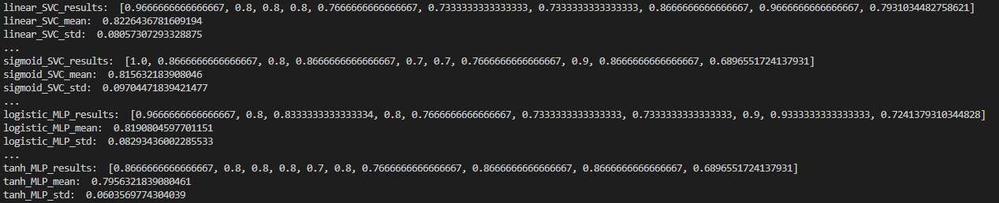 linear_SVC_results:  [0.9666666666666667, 0.8, 0.8, 0.8, 0.7666666666666667, 0.7333333333333333, 0.7333333333333333, 0.8666666666666667, 0.9666666666666667, 0.7931034482758621]
linear_SVC_mean:  0.8226436781609194
linear_SVC_std:  0.08057307293328875
...
sigmoid_SVC_results:  [1.0, 0.8666666666666667, 0.8, 0.8666666666666667, 0.7, 0.7, 0.7666666666666667, 0.9, 0.8666666666666667, 0.6896551724137931]
sigmoid_SVC_mean:  0.815632183908046
sigmoid_SVC_std:  0.09704471839421477
...
logistic_MLP_results:  [0.9666666666666667, 0.8, 0.8333333333333334, 0.8, 0.7666666666666667, 0.7333333333333333, 0.7333333333333333, 0.9, 0.9333333333333333, 0.7241379310344828]
logistic_MLP_mean:  0.8190804597701151
logistic_MLP_std:  0.08293436002285533
...
tanh_MLP_results:  [0.8666666666666667, 0.8, 0.8, 0.8, 0.7, 0.8, 0.7666666666666667, 0.8666666666666667, 0.8666666666666667, 0.6896551724137931]
tanh_MLP_mean:  0.7956321839080461
tanh_MLP_std:  0.0603569774304039